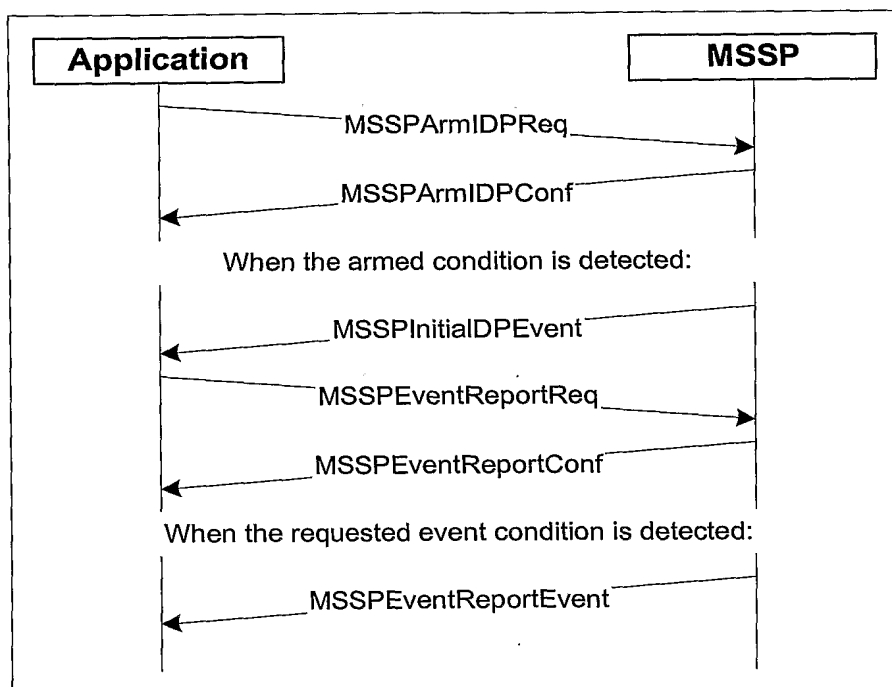 Application
MSSP
MSSPArmIDPReq
MSSPArmIDPConf
When the armed condition is detected:
MSSPInitialDPEvent
MSSPEventReportReq
MSSPEventReportConf
When the requested event condition is detected:
MSSPEventReportEvent